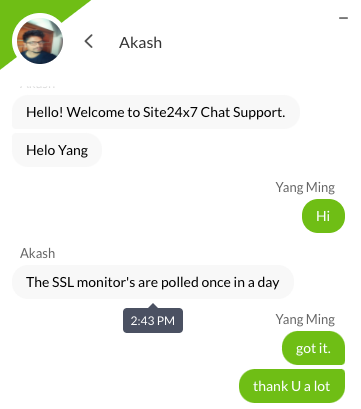 Akash
Hello! Welcome to Site24x7 Chat Support.
Helo Yang
Yang Ming
Hi
Akash
The SSL monitor's are polled once in a day
2:43 PM
Yang Ming
got it.
thank U a lot